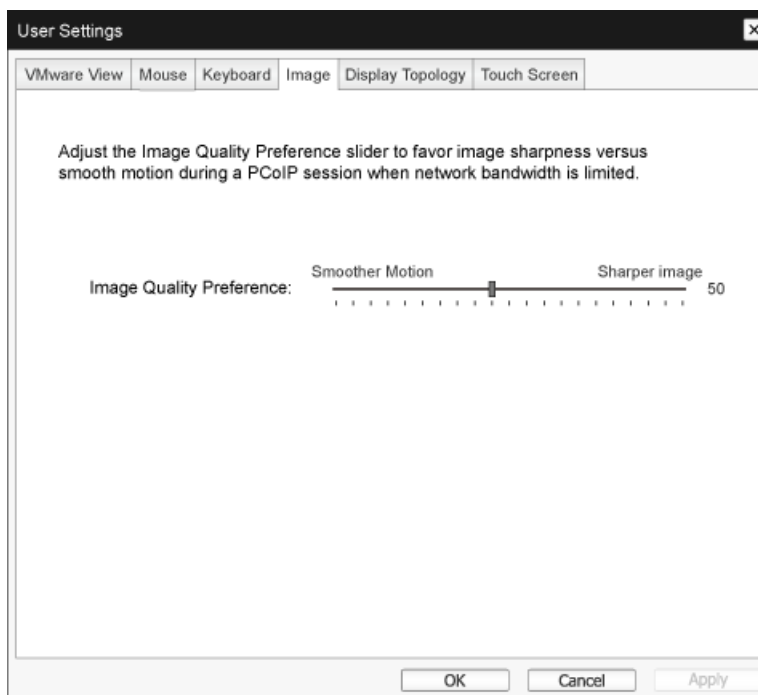 User Settings
VMware View Mouse Keyboard Image Display Topology Touch Screen
Adjust the Image Quality Preference slider to favor image sharpness versus
smooth motion during a PCoIP session when network bandwidth is limited.
Smoother Motion Sharper image
Image Quality Preference: 50
OK Cancel Apply